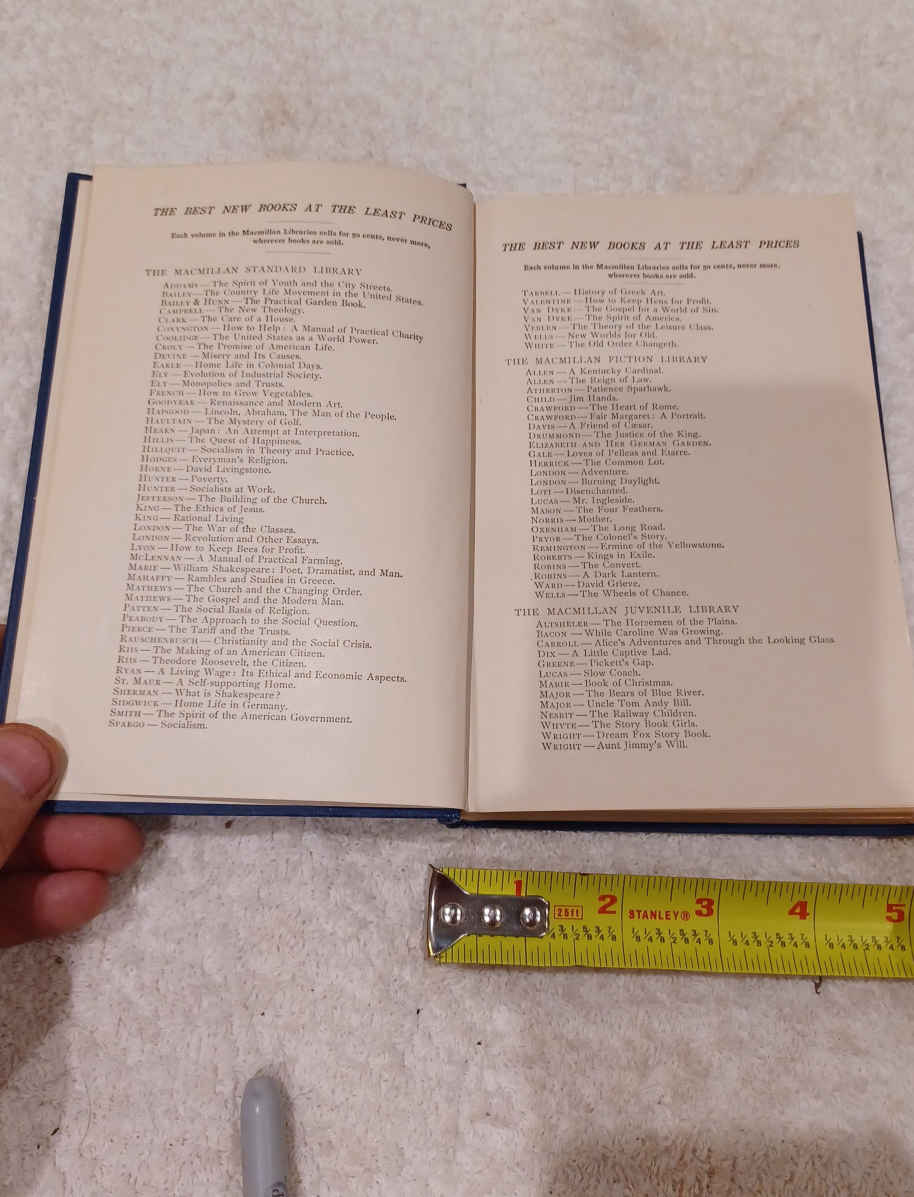 THE BEST NEW BOOKS AT THE LEAST PRICES
Each volume in the Macmillan Libraries sells for 50 cents, never more,
wherever books are sold.
THE MACMILLAN STANDARD LIBRARY
ADDAMS — The Spirit of Youth and the City Streets.
BAILEY — The Country Life Movement in the United States.
BAILEY & HUNN — The Practical Garden Book.
CAMPBELL — The New Theology.
CLARK — The Care of a House.
CONYNGTON — How to Help: A Manual of Practical Charity
COOLIDGE — The United States as a World Power.
CROLY — The Promise of American Life.
DEVINE — Misery and Its Causes.
EARLE — Home Life in Colonial Days.
ELY — Evolution of Industrial Society.
ELY — Monopolies and Trusts.
FRENCH — How to Grow Vegetables.
GOODYEAR — Renaissance and Modern Art.
HAPGOOD — Lincoln, Abraham, The Man of the People.
HAULTAIN — The Mystery of Golf.
HEARN — Japan: An Attempt at Interpretation.
HILLIS — The Quest of Happiness.
HILLQUIT — Socialism in Theory and Practice.
HODGES — Everyman's Religion.
HORNE — David Livingstone.
HUNTER — Poverty.
HUNTER — Socialists at Work.
JEFFERSON — The Building of the Church.
KING — The Ethics of Jesus.
KING — Rational Living
LONDON — The War of the Classes.
LONDON — Revolution and Other Essays.
LYON — How to Keep Bees for Profit.
MCLENNAN — A Manual of Practical Farming.
MABIE — William Shakespeare: Poet, Dramatist, and Man.
MAHAFFY — Rambles and Studies in Greece.
MATHEWS — The Church and the Changing Order.
MATHEWS — The Gospel and the Modern Man.
PATTEN — The Social Basis of Religion.
PEABODY — The Approach to the Social Question.
PIERCE — The Tariff and the Trusts.
RAUSCHENBUSCH — Christianity and the Social Crisis.
RIIS — The Making of an American Citizen.
RIIS — Theodore Roosevelt, the Citizen.
RYAN — A Living Wage: Its Ethical and Economic Aspects.
ST. MAUR — A Self-supporting Home.
SHERMAN — What is Shakespeare?
SIDGWICK — Home Life in Germany.
SMITH — The Spirit of the American Government.
SPARGO — Socialism.
THE BEST NEW BOOKS AT THE LEAST PRICES
Each volume in the Macmillan Libraries sells for 50 cents, never more,
wherever books are sold.
TARBELL — History of Greek Art.
VALENTINE — How to Keep Hens for Profit.
VAN DYKE — The Gospel for a World of Sin.
VAN DYKE — The Spirit of America.
VEBLEN — The Theory of the Leisure Class.
WELLS — New Worlds for Old.
WHITE — The Old Order Changeth.
THE MACMILLAN FICTION LIBRARY
ALLEN — A Kentucky Cardinal.
ALLEN — The Reign of Law.
ATHERTON — Patience Sparhawk.
CHILD — Jim Hands.
CRAWFORD — The Heart of Rome.
CRAWFORD — Fair Margaret: A Portrait.
DAVIS — A Friend of Cæsar.
DRUMMOND — The Justice of the King.
ELIZABETH AND HER GERMAN GARDEN.
GALE — Loves of Pelleas and Etarre.
HERRICK — The Common Lot.
LONDON — Adventure.
LONDON — Burning Daylight.
LOTI — Disenchanted.
LUCAS — Mr. Ingleside.
MASON — The Four Feathers.
NORRIS — Mother.
OXENHAM — The Long Road.
PRYOR — The Colonel's Story.
REMINGTON — Ermine of the Yellowstone.
ROBERTS — Kings in Exile.
ROBINS — The Convert.
ROBINS — A Dark Lantern.
WARD — David Grieve.
WELLS — The Wheels of Chance.
THE MACMILLAN JUVENILE LIBRARY
ALTSHELER — The Horsemen of the Plains.
BACON — While Caroline Was Growing.
CARROLL — Alice's Adventures and Through the Looking Glass
DIX — A Little Captive Lad.
GREENE — Pickett's Gap.
LUCAS — Slow Coach.
MABIE — Book of Christmas.
MAJOR — The Bears of Blue River.
MAJOR — Uncle Tom Andy Bill.
NESBIT — The Railway Children.
WHYTE — The Story Book Girls.
WRIGHT — Dream Fox Story Book.
WRIGHT — Aunt Jimmy's Will.
1 2 3 4 5
25ft STANLEY®